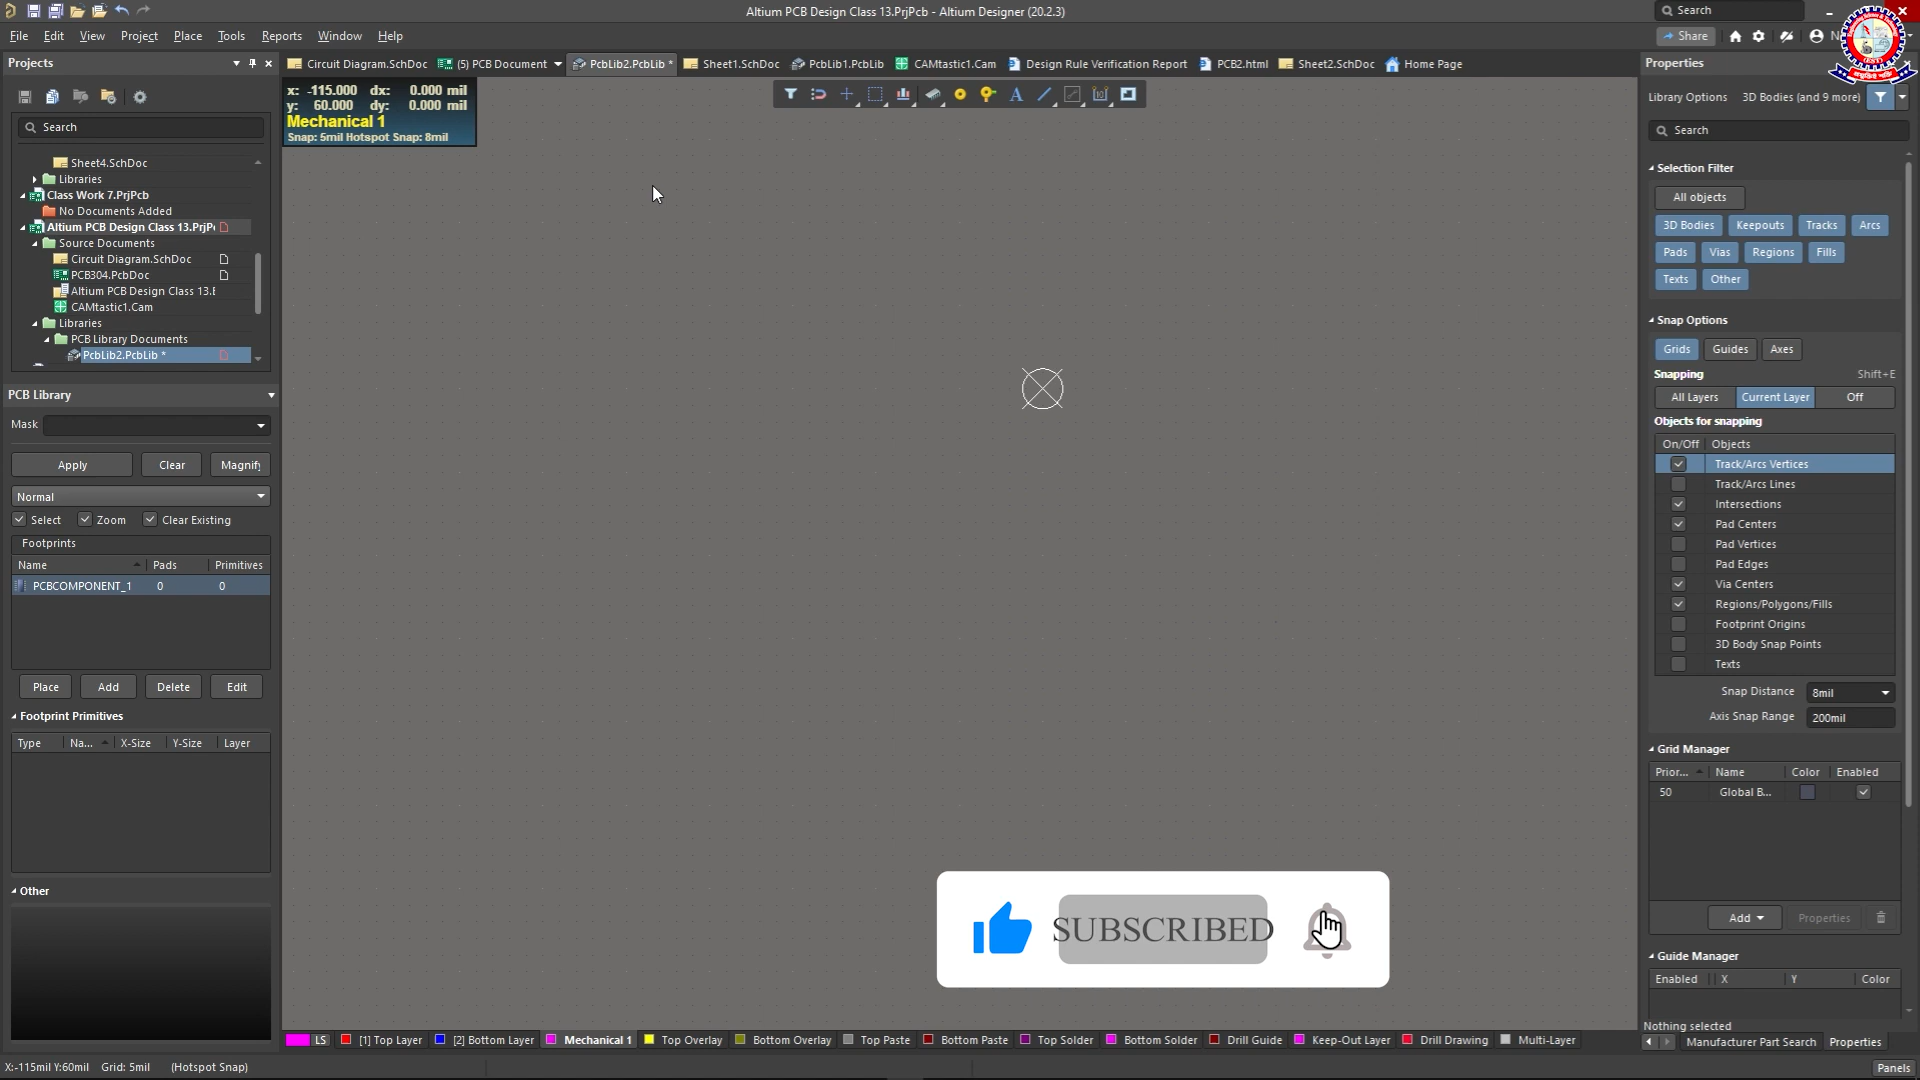 Altium PCB Design Class 13.PrjPcb - Altium Designer (20.2.3)
Search
File Edit View Project Place Tools Reports Window Help
Share
Projects
Circuit Diagram.SchDoc (5) PCB Document PcbLib2.PcbLib * Sheet1.SchDoc PcbLib1.PcbLib CAMtastic1.Cam Design Rule Verification Report PCB2.html Sheet2.SchDoc Home Page
Properties
x: -115.000 dx: 0.000 mil
y: 60.000 dy: 0.000 mil
Mechanical 1
Snap: 5mil Hotspot Snap: 8mil
Library Options 3D Bodies (and 9 more)
Search
Search
Sheet4.SchDoc
Libraries
Class Work 7.PrjPcb
No Documents Added
Altium PCB Design Class 13.PrjP
Source Documents
Circuit Diagram.SchDoc
PCB304.PcbDoc
Altium PCB Design Class 13.
CAMtastic1.Cam
Libraries
PCB Library Documents
PcbLib2.PcbLib *
PCB Library
Mask
Apply Clear Magnify
Normal
Select Zoom Clear Existing
Footprints
Name Pads Primitives
PCBCOMPONENT_1 0 0
Place Add Delete Edit
Footprint Primitives
Type Na... X-Size Y-Size Layer
Other
Selection Filter
All objects
3D Bodies Keepouts Tracks Arcs
Pads Vias Regions Fills
Texts Other
Snap Options
Grids Guides Axes
Snapping Shift+E
All Layers Current Layer Off
Objects for snapping
On/Off Objects
Track/Arcs Vertices
Track/Arcs Lines
Intersections
Pad Centers
Pad Vertices
Pad Edges
Via Centers
Regions/Polygons/Fills
Footprint Origins
3D Body Snap Points
Texts
Snap Distance 8mil
Axis Snap Range 200mil
Grid Manager
Prior... Name Color Enabled
50 Global B...
Add Properties
Guide Manager
Enabled X Y Color
Nothing selected
Manufacturer Part Search Properties
SUBSCRIBED
LS [1] Top Layer [2] Bottom Layer Mechanical 1 Top Overlay Bottom Overlay Top Paste Bottom Paste Top Solder Bottom Solder Drill Guide Keep-Out Layer Drill Drawing Multi-Layer
X:-115mil Y:60mil Grid: 5mil (Hotspot Snap)
Panels